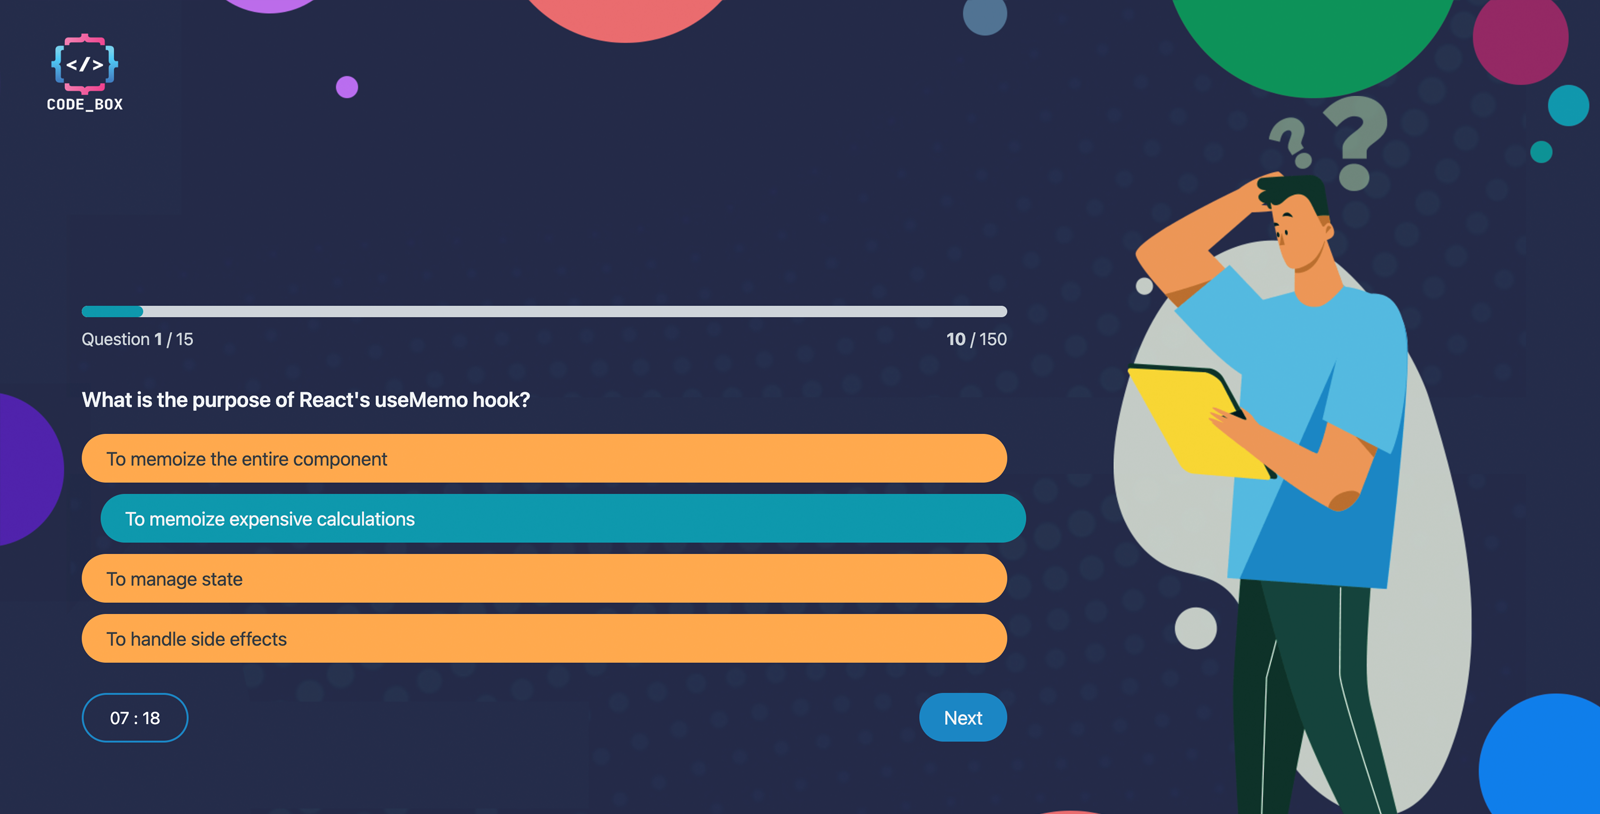 </>
CODE_BOX
? ?
Question 1 / 15
10 / 150
What is the purpose of React's useMemo hook?
To memoize the entire component
To memoize expensive calculations
To manage state
To handle side effects
07 : 18
Next